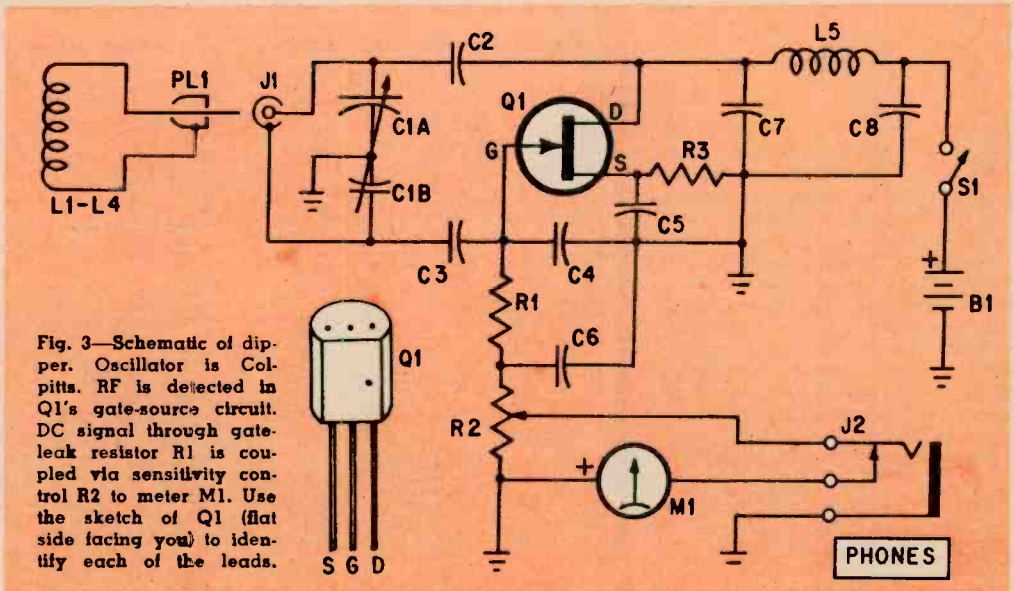 C2
L5
PL1
J1
Q1
D
C1A
C7
C8
G
R3
S
S1
C1B
L1-L4
C5
C3
C4
+
B1
R1
Fig. 3—Schematic of dip-
per. Oscillator is Col-
pitts. RF is detected in
Q1's gate-source circuit.
DC signal through gate-
leak resistor R1 is cou-
pled via sensitivity con-
trol R2 to meter M1. Use
the sketch of Q1 (flat
side facing you) to iden-
tify each of the leads.
Q1
C6
R2
J2
+
M1
S G D
PHONES